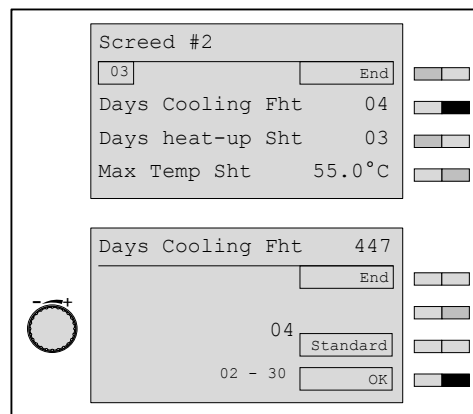 Screed #2
03 End
Days Cooling Fht 04
Days heat-up Sht 03
Max Temp Sht 55.0°C
Days Cooling Fht 447
End
- +
04
Standard
02 - 30 OK